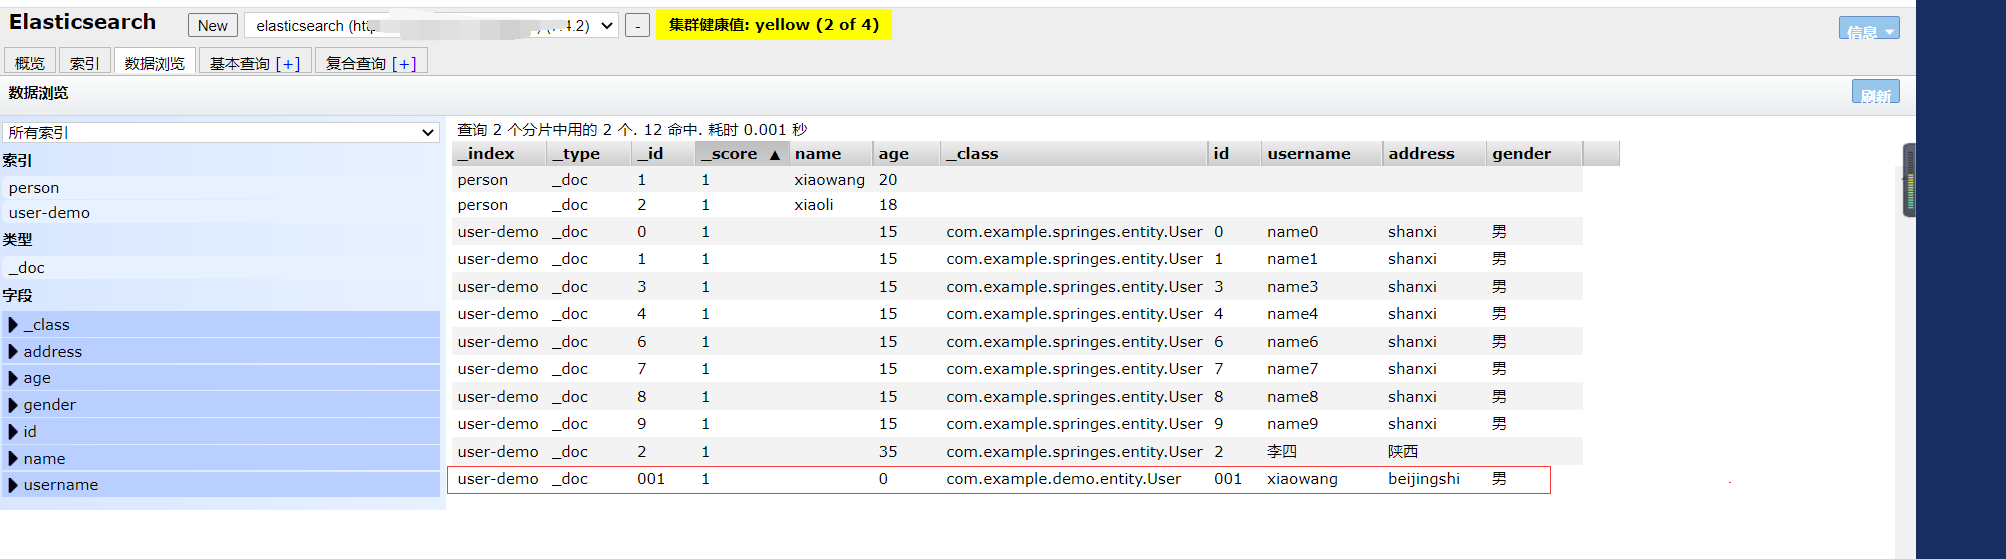 Elasticsearch New elasticsearch (http .4.2) - 集群健康值: yellow (2 of 4) 信息
概览 索引 数据浏览 基本查询 [+] 复合查询 [+]
数据浏览 刷新
所有索引
索引
person
user-demo
类型
_doc
字段
_class
address
age
gender
id
name
username
查询 2 个分片中用的 2 个. 12 命中. 耗时 0.001 秒
_index _type _id _score ▲ name age _class id username address gender
person _doc 1 1 xiaowang 20
person _doc 2 1 xiaoli 18
user-demo _doc 0 1 15 com.example.springes.entity.User 0 name0 shanxi 男
user-demo _doc 1 1 15 com.example.springes.entity.User 1 name1 shanxi 男
user-demo _doc 3 1 15 com.example.springes.entity.User 3 name3 shanxi 男
user-demo _doc 4 1 15 com.example.springes.entity.User 4 name4 shanxi 男
user-demo _doc 6 1 15 com.example.springes.entity.User 6 name6 shanxi 男
user-demo _doc 7 1 15 com.example.springes.entity.User 7 name7 shanxi 男
user-demo _doc 8 1 15 com.example.springes.entity.User 8 name8 shanxi 男
user-demo _doc 9 1 15 com.example.springes.entity.User 9 name9 shanxi 男
user-demo _doc 2 1 35 com.example.springes.entity.User 2 李四 陕西
user-demo _doc 001 1 0 com.example.demo.entity.User 001 xiaowang beijingshi 男